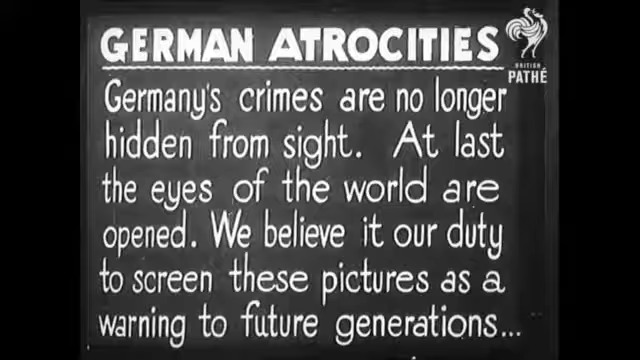 GERMAN ATROCITIES
BRITISH
PATHÉ
Germany's crimes are no longer
hidden from sight. At last
the eyes of the world are
opened. We believe it our duty
to screen these pictures as a
warning to future generations...